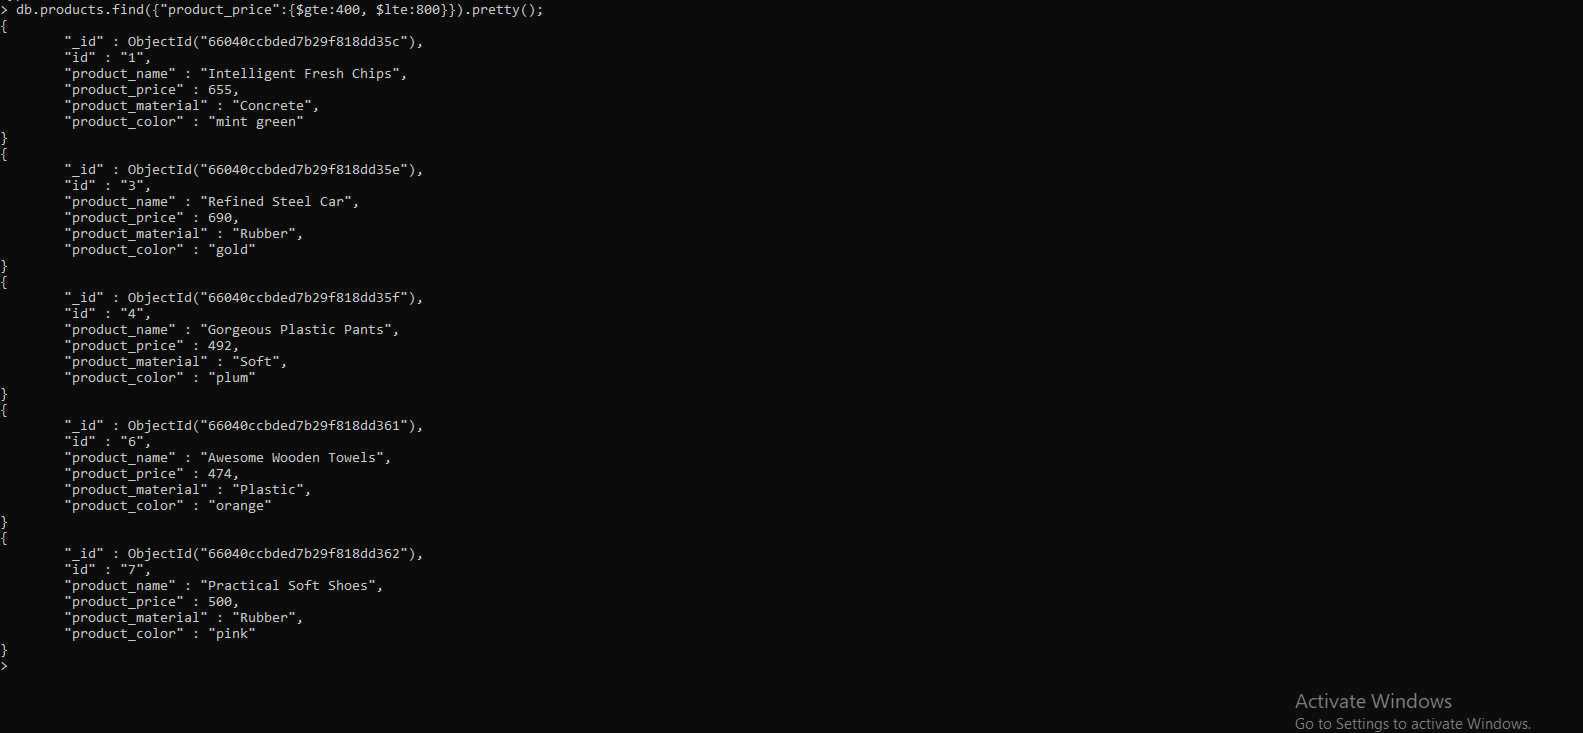 > db.products.find({"product_price":{$gte:400, $lte:800}}).pretty();
{
"_id" : ObjectId("66040ccbded7b29f818dd35c"),
"id" : "1",
"product_name" : "Intelligent Fresh Chips",
"product_price" : 655,
"product_material" : "Concrete",
"product_color" : "mint green"
}
{
"_id" : ObjectId("66040ccbded7b29f818dd35e"),
"id" : "3",
"product_name" : "Refined Steel Car",
"product_price" : 690,
"product_material" : "Rubber",
"product_color" : "gold"
}
{
"_id" : ObjectId("66040ccbded7b29f818dd35f"),
"id" : "4",
"product_name" : "Gorgeous Plastic Pants",
"product_price" : 492,
"product_material" : "Soft",
"product_color" : "plum"
}
{
"_id" : ObjectId("66040ccbded7b29f818dd361"),
"id" : "6",
"product_name" : "Awesome Wooden Towels",
"product_price" : 474,
"product_material" : "Plastic",
"product_color" : "orange"
}
{
"_id" : ObjectId("66040ccbded7b29f818dd362"),
"id" : "7",
"product_name" : "Practical Soft Shoes",
"product_price" : 500,
"product_material" : "Rubber",
"product_color" : "pink"
}
>
Activate Windows
Go to Settings to activate Windows.